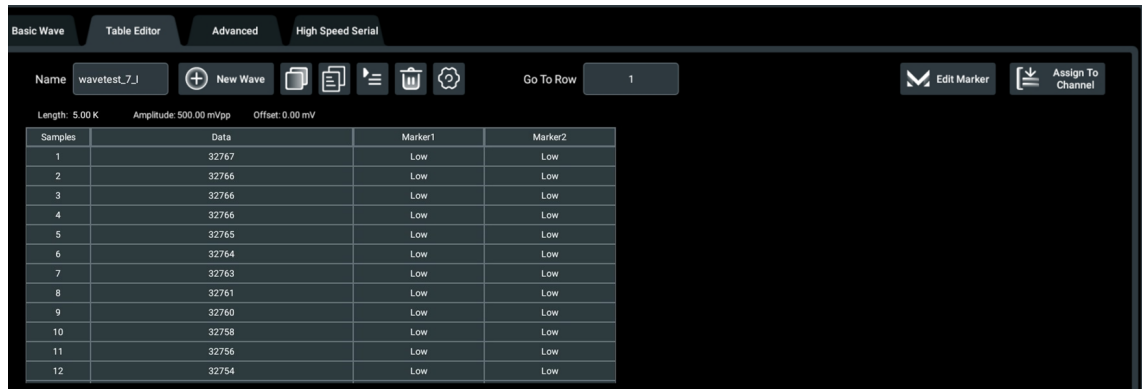 Basic Wave Table Editor Advanced High Speed Serial
Name wavetest_7_I New Wave Go To Row 1 Edit Marker Assign To
Channel
Length: 5.00 K Amplitude: 500.00 mVpp Offset: 0.00 mV
Samples Data Marker1 Marker2
1 32767 Low Low
2 32766 Low Low
3 32766 Low Low
4 32766 Low Low
5 32765 Low Low
6 32764 Low Low
7 32763 Low Low
8 32761 Low Low
9 32760 Low Low
10 32758 Low Low
11 32756 Low Low
12 32754 Low Low